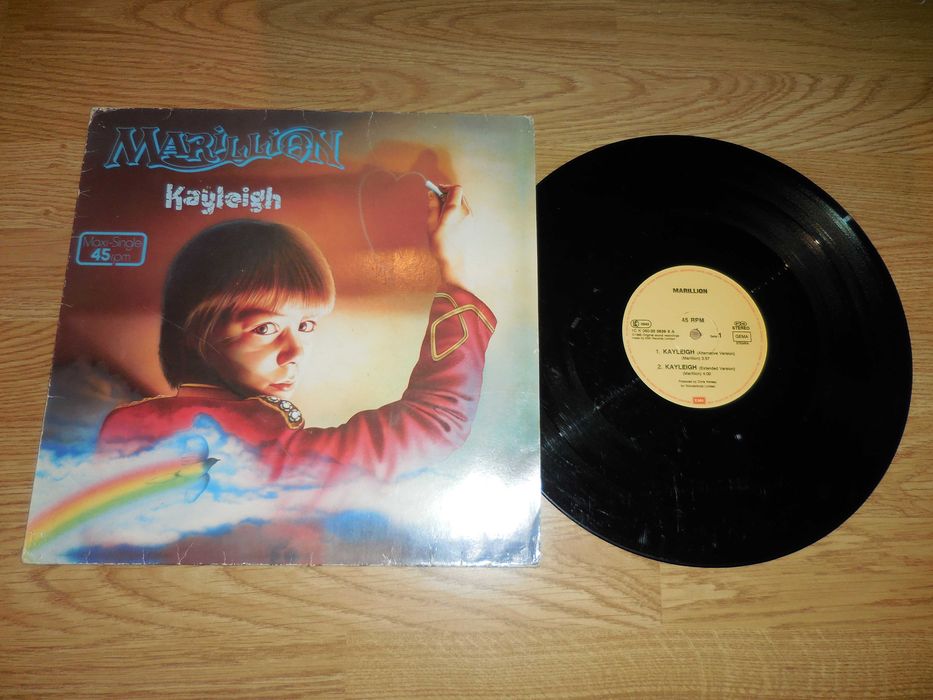 MARILLION
Kayleigh
Maxi-Single
45 rpm
MARILLION
45 RPM
STEREO
GEMA
Seite 1
1. KAYLEIGH (Alternative Version)
(Marillion) 3:57
2. KAYLEIGH (Extended Version)
(Marillion) 4:00
Produced by Chris Kimsey
EMI